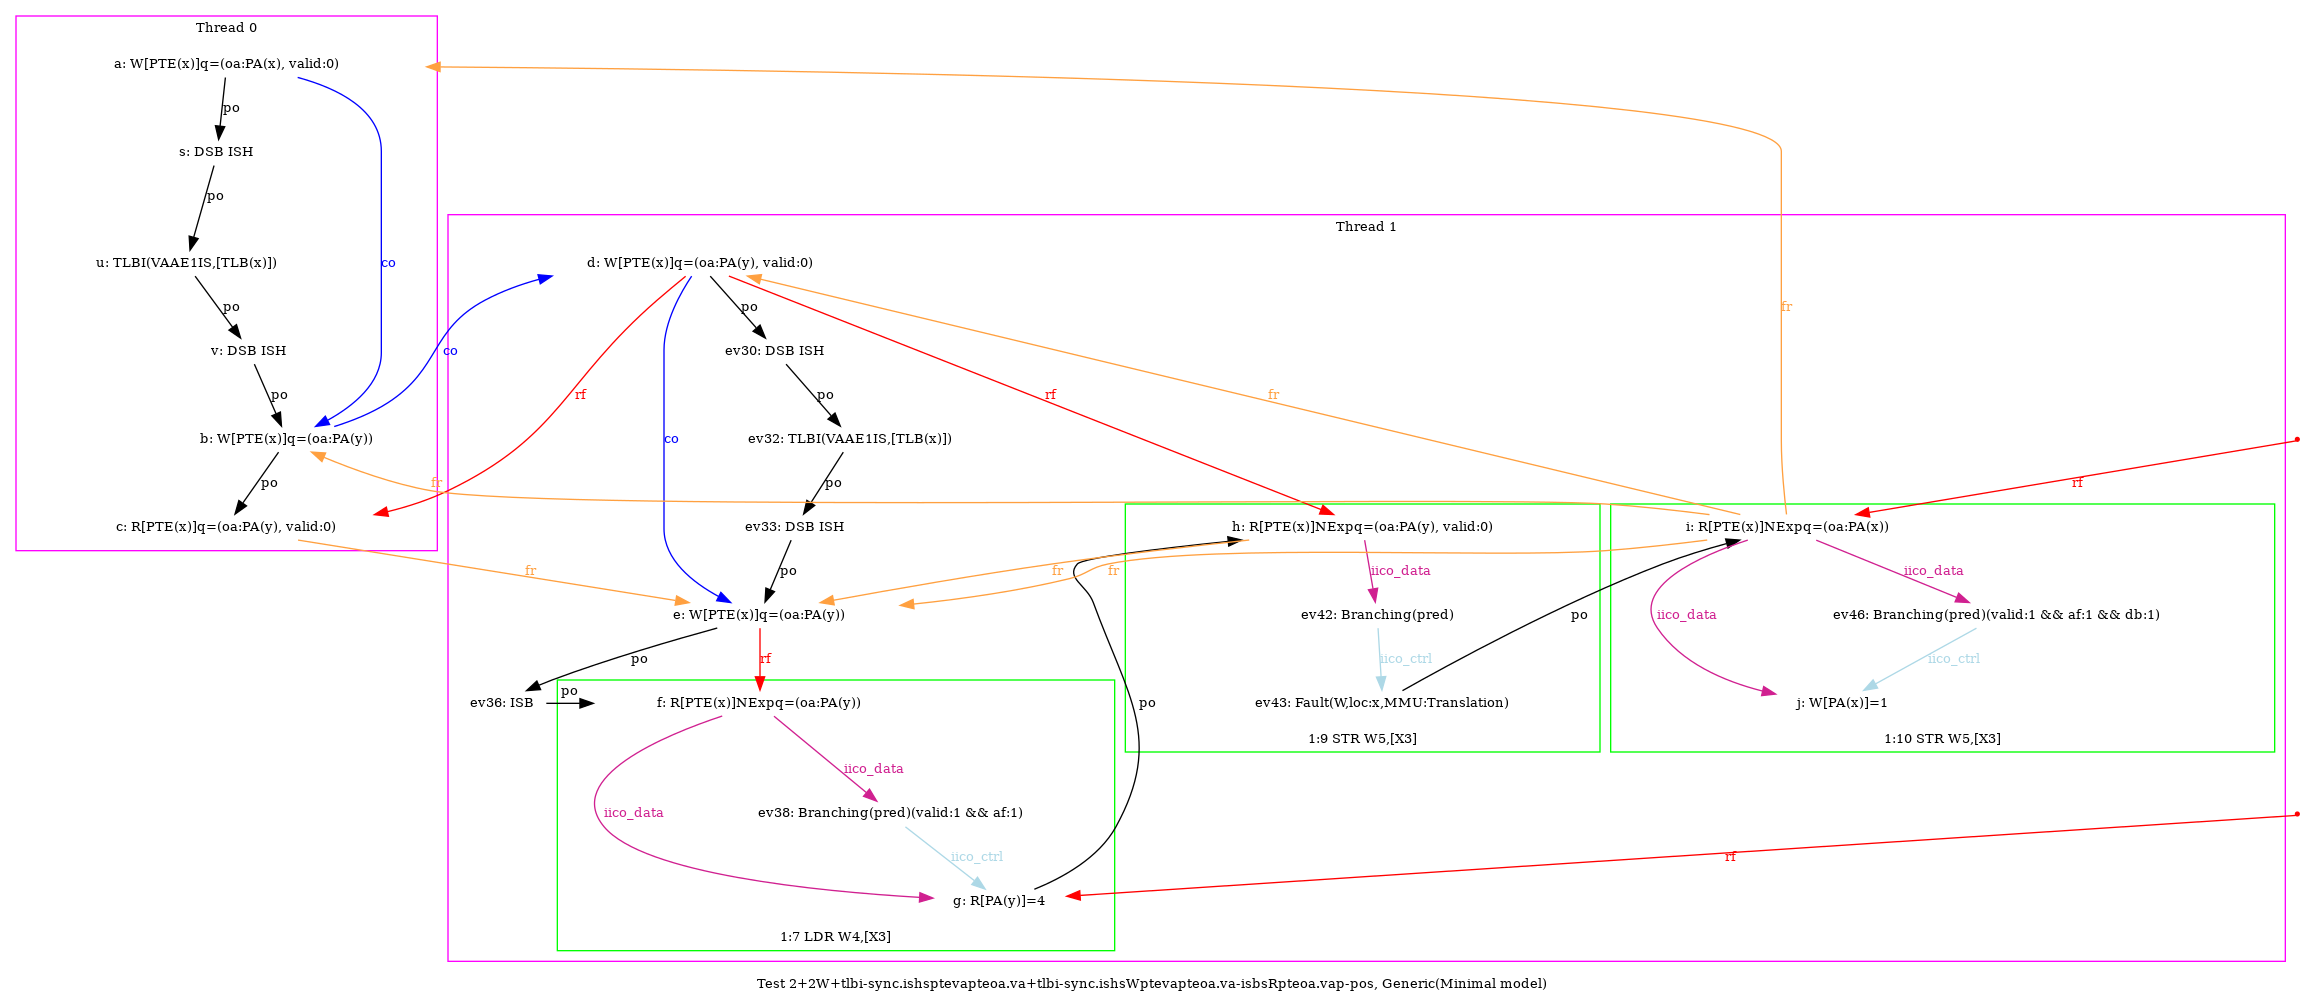 Thread 0
a: W[PTE(x)]q=(oa:PA(x), valid:0)
po
s: DSB ISH
po
Thread 1
u: TLBI(VAAE1IS,[TLB(x)])
co
d: W[PTE(x)]q=(oa:PA(y), valid:0)
po
po
fr
v: DSB ISH
co
ev30: DSB ISH
po
rf
po
rf
fr
b: W[PTE(x)]q=(oa:PA(y))
co
ev32: TLBI(VAAE1IS,[TLB(x)])
po
fr
po
rf
c: R[PTE(x)]q=(oa:PA(y), valid:0)
ev33: DSB ISH
h: R[PTE(x)]NExpq=(oa:PA(y), valid:0)
i: R[PTE(x)]NExpq=(oa:PA(x))
fr
po
fr
fr
iico_data
iico_data
e: W[PTE(x)]q=(oa:PA(y))
ev42: Branching(pred)
po
iico_data
ev46: Branching(pred)(valid:1 && af:1 && db:1)
po
rf
iico_ctrl
iico_ctrl
po
ev36: ISB
f: R[PTE(x)]NExpq=(oa:PA(y))
po
ev43: Fault(W,loc:x,MMU:Translation)
j: W[PA(x)]=1
1:9 STR W5,[X3]
1:10 STR W5,[X3]
iico_data
iico_data
ev38: Branching(pred)(valid:1 && af:1)
iico_ctrl
rf
g: R[PA(y)]=4
1:7 LDR W4,[X3]
Test 2+2W+tlbi-sync.ishsptevapteoa.va+tlbi-sync.ishsWptevapteoa.va-isbsRpteoa.vap-pos, Generic(Minimal model)